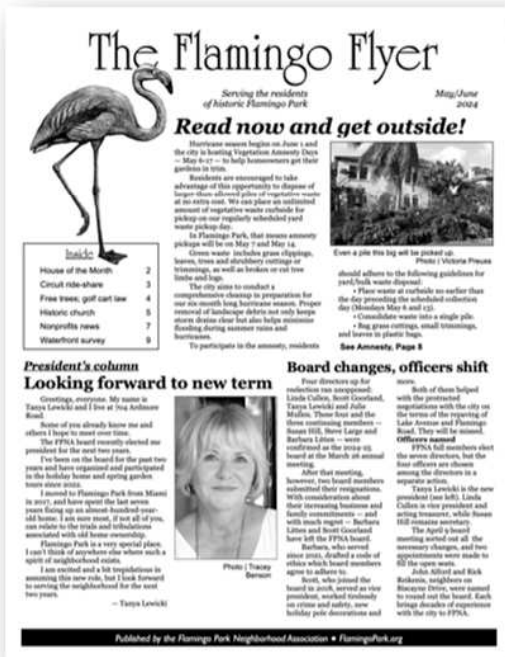 The Flamingo Flyer
Serving the residents
of historic Flamingo Park
May/June
2024
Read now and get outside!
Hurricane season begins on June 1 and
the city is hosting Vegetation Amnesty Days
— May 6-17 — to help homeowners get their
gardens in trim.
Residents are encouraged to take
advantage of this opportunity to dispose of
larger-than-allowed piles of vegetative waste
at no extra cost. We can place an unlimited
amount of vegetative waste curbside for
pickup on our regularly scheduled yard
waste pickup day.
In Flamingo Park, that means amnesty
pickups will be on May 7 and May 14.
Green waste includes grass clippings,
leaves, trees and shrubbery cuttings or
trimmings, as well as broken or cut tree
limbs and logs.
The city aims to conduct a
comprehensive cleanup in preparation for
our six-month long hurricane season. Proper
removal of landscape debris not only keeps
storm drains clear but also helps minimize
flooding during summer rains and
hurricanes.
To participate in the amnesty, residents
Even a pile this big will be picked up.
Photo | Victoria Preuss
should adhere to the following guidelines for
yard/bulk waste disposal:
• Place waste at curbside no earlier than
the day preceding the scheduled collection
day (Mondays May 6 and 13).
• Consolidate waste into a single pile.
• Bag grass cuttings, small trimmings,
and leaves in plastic bags.
See Amnesty, Page 8
Inside
House of the Month 2
Circuit ride-share 3
Free trees; golf cart law 4
Historic church 5
Nonprofits news 7
Waterfront survey 9
President's column
Looking forward to new term
Greetings, everyone. My name is
Tanya Lewicki and I live at 704 Ardmore
Road.
Some of you already know me and
others I hope to meet over time.
The FPNA board recently elected me
president for the next two years.
I've been on the board for the past two
years and have organized and participated
in the holiday home and spring garden
tours since 2022.
I moved to Flamingo Park from Miami
in 2017, and have spent the last seven
years fixing up an almost-hundred-year-
old home. I am sure most, if not all of you,
can relate to the trials and tribulations
associated with old home ownership.
Flamingo Park is a very special place.
I can't think of anywhere else where such a
spirit of neighborhood exists.
I am excited and a bit trepidatious in
assuming this new role, but I look forward
to serving the neighborhood for the next
two years.
— Tanya Lewicki
Photo | Tracey
Benson
Board changes, officers shift
Four directors up for
reelection ran unopposed:
Linda Cullen, Scott Goorland,
Tanya Lewicki and Julie
Mullen. Those four and the
three continuing members —
Susan Hill, Steve Large and
Barbara Litten — were
confirmed as the 2024-25
board at the March 26 annual
meeting.
After that meeting,
however, two board members
submitted their resignations.
With consideration about
their increasing business and
family commitments — and
with much regret — Barbara
Litten and Scott Goorland
have left the FPNA board.
Barbara, who served
since 2021, drafted a code of
ethics which board members
agree to adhere to.
Scott, who joined the
board in 2018, served as vice
president, worked tirelessly
on crime and safety, new
holiday pole decorations and
more.
Both of them helped
with the protracted
negotiations with the city on
the terms of the repaving of
Lake Avenue and Flamingo
Road. They will be missed.
Officers named
FPNA full members elect
the seven directors, but the
four officers are chosen
among the directors in a
separate action.
Tanya Lewicki is the new
president (see left). Linda
Cullen is vice president and
acting treasurer, while Susan
Hill remains secretary.
The April 9 board
meeting sorted all the
necessary changes, and two
appointments were made to
fill the open seats.
John Alford and Rick
neighbors on
Biscayne Drive, were named
to round out the board. Each
brings decades of experience
with the city to FPNA.
Published by the Flamingo Park Neighborhood Association • FlamingoPark.org